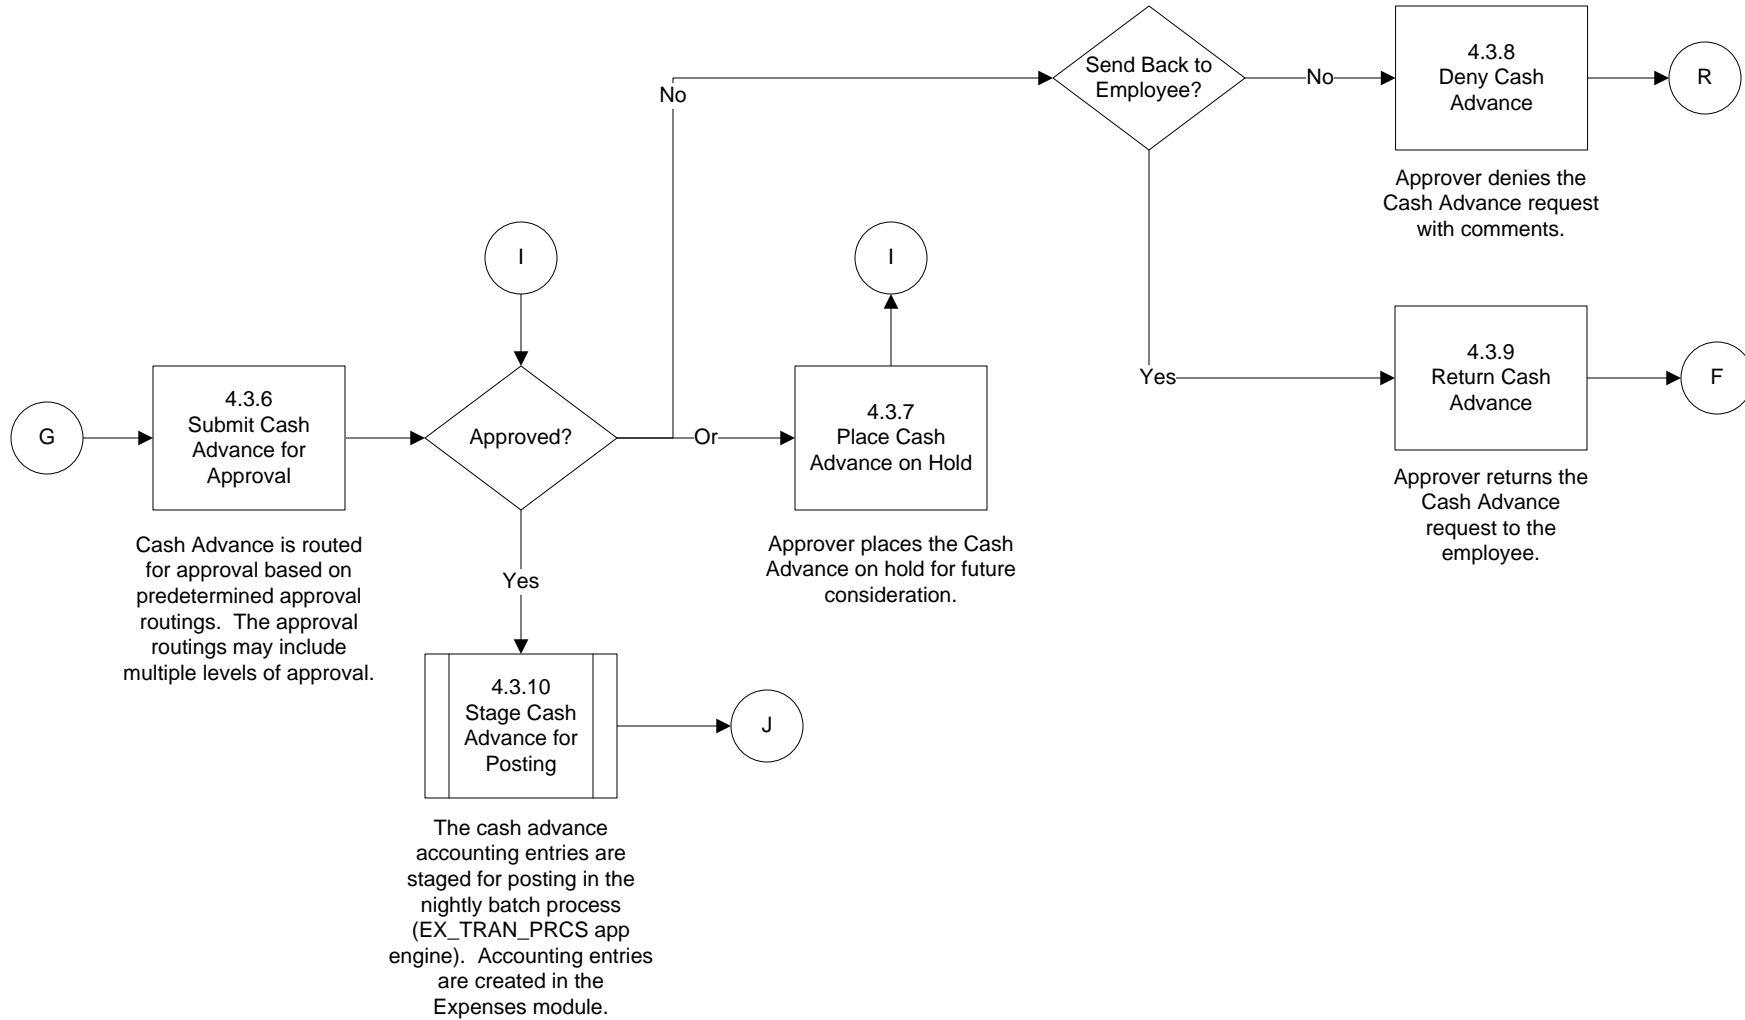 Send Back to
Employee?
No
4.3.8
Deny Cash
Advance
R
No
Approver denies the
Cash Advance request
with comments.
I
I
G
4.3.6
Submit Cash
Advance for
Approval
Approved?
Or
4.3.7
Place Cash
Advance on Hold
Yes
4.3.9
Return Cash
Advance
F
Cash Advance is routed
for approval based on
predetermined approval
routings.  The approval
routings may include
multiple levels of approval.
Yes
Approver places the Cash
Advance on hold for future
consideration.
Approver returns the
Cash Advance
request to the
employee.
4.3.10
Stage Cash
Advance for
Posting
J
The cash advance
accounting entries are
staged for posting in the
nightly batch process
(EX_TRAN_PRCS app
engine).  Accounting entries
are created in the
Expenses module.